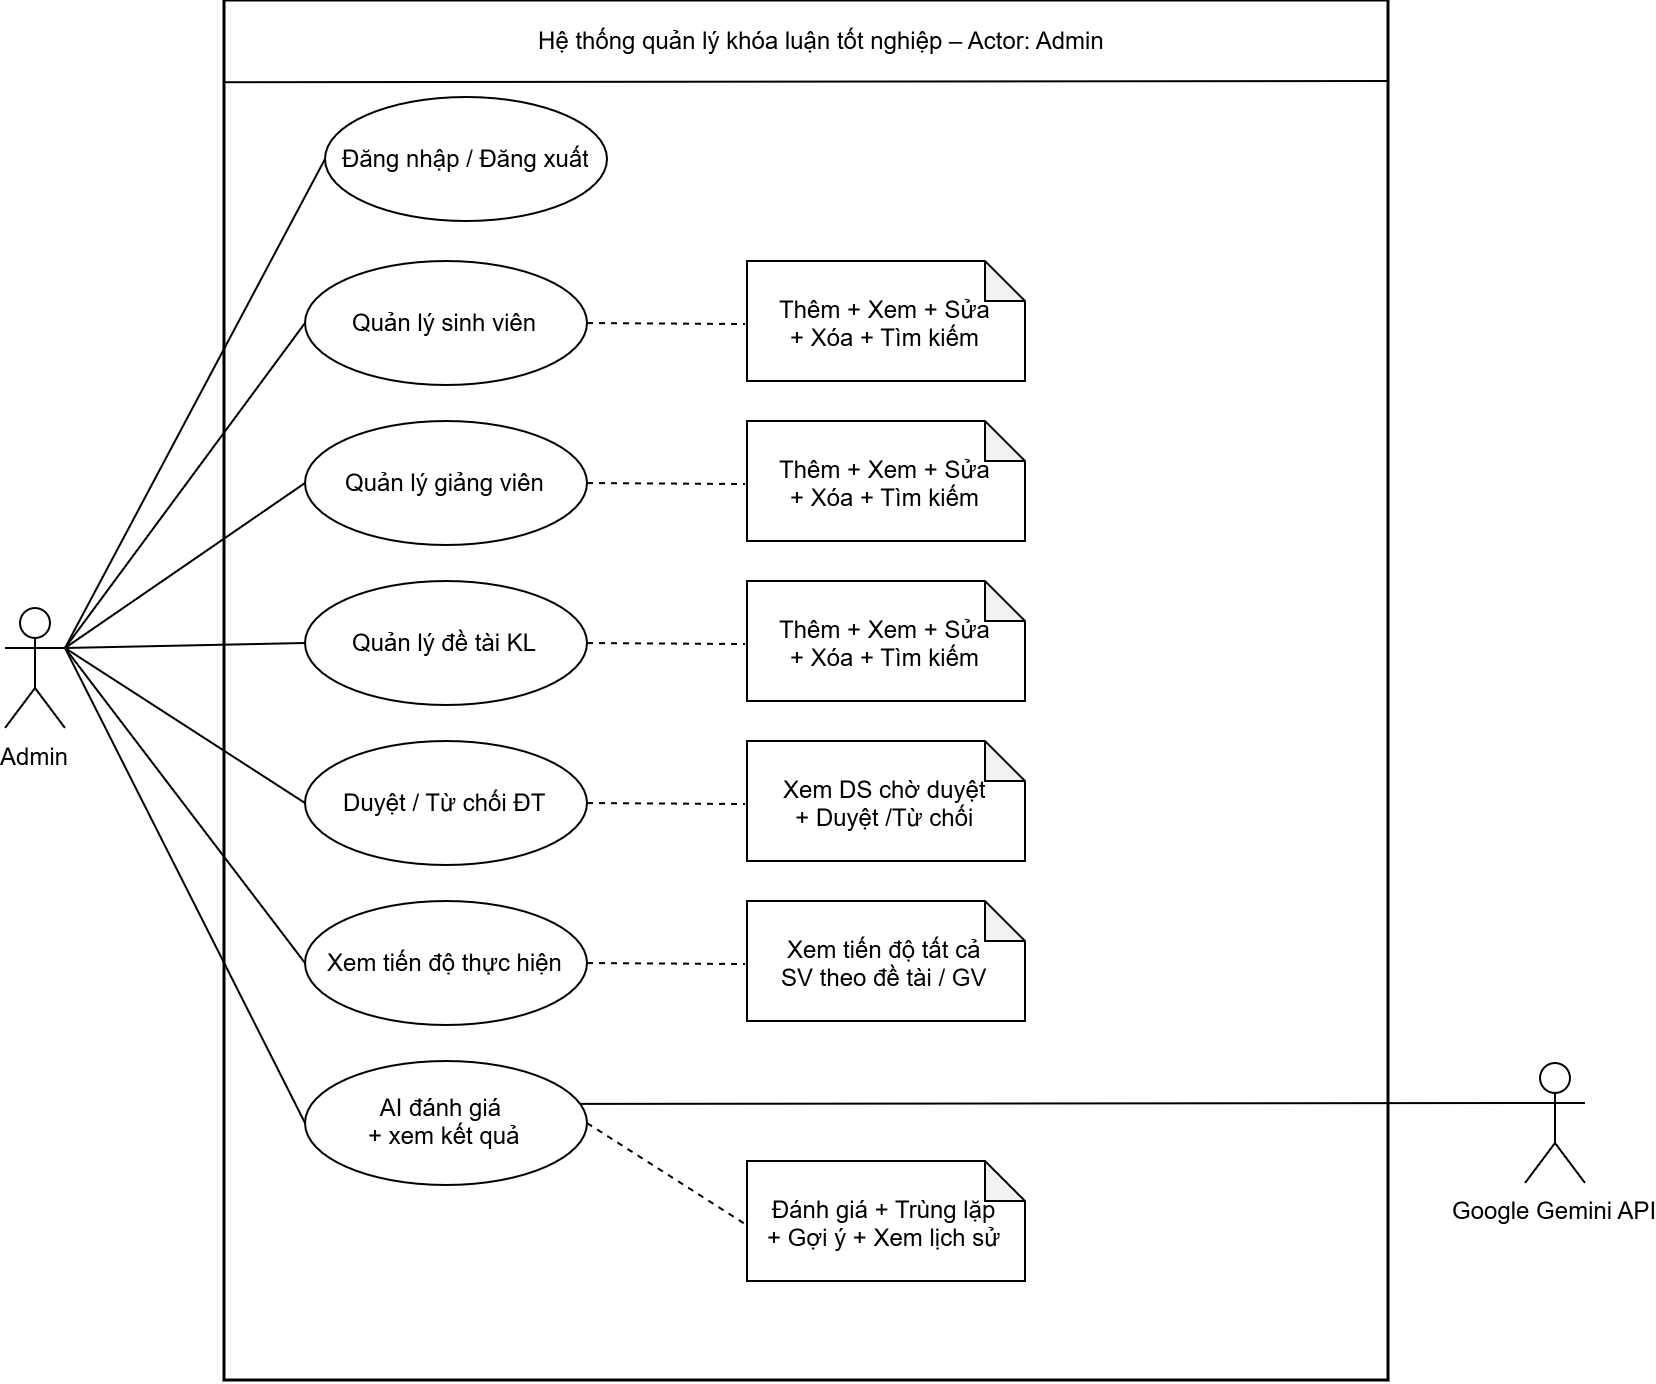 Hệ thống quản lý khóa luận tốt nghiệp – Actor: Admin
Đăng nhập / Đăng xuất
Quản lý sinh viên
Thêm + Xem + Sửa
+ Xóa + Tìm kiếm
Quản lý giảng viên
Thêm + Xem + Sửa
+ Xóa + Tìm kiếm
Quản lý đề tài KL
Thêm + Xem + Sửa
+ Xóa + Tìm kiếm
Admin
Duyệt / Từ chối ĐT
Xem DS chờ duyệt
+ Duyệt /Từ chối
Xem tiến độ thực hiện
Xem tiến độ tất cả
SV theo đề tài / GV
AI đánh giá
+ xem kết quả
Đánh giá + Trùng lặp
+ Gợi ý + Xem lịch sử
Google Gemini API